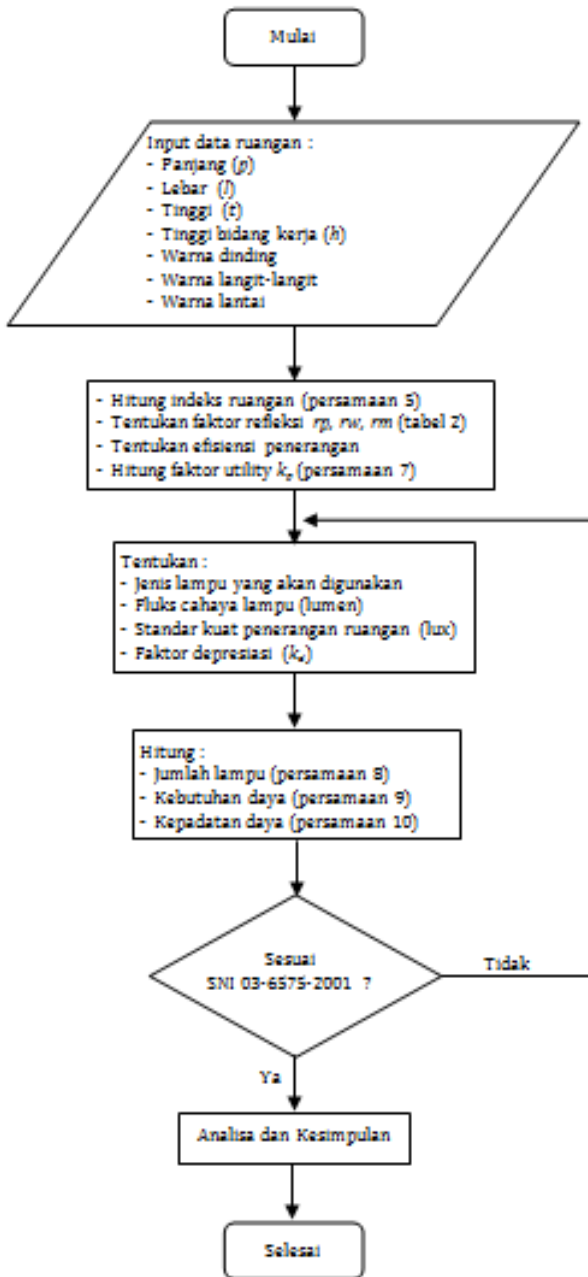 Mulai
Input data ruangan :
- Panjang (p)
- Lebar (l)
- Tinggi (t)
- Tinggi bidang kerja (h)
- Warna dinding
- Warna langit-langit
- Warna lantai
- Hitung indeks ruangan (persamaan 5)
- Tentukan faktor refleksi rp, rw, rm (tabel 2)
- Tentukan efisiensi penerangan
- Hitung faktor utility kp (persamaan 7)
Tentukan :
- Jenis lampu yang akan digunakan
- Fluks cahaya lampu (lumen)
- Standar kuat penerangan ruangan (lux)
- Faktor depresiasi (kd)
Hitung :
- Jumlah lampu (persamaan 8)
- Kebutuhan daya (persamaan 9)
- Kepadatan daya (persamaan 10)
Sesuai
SNI 03-6575-2001 ?
Tidak
Ya
Analisa dan Kesimpulan
Selesai